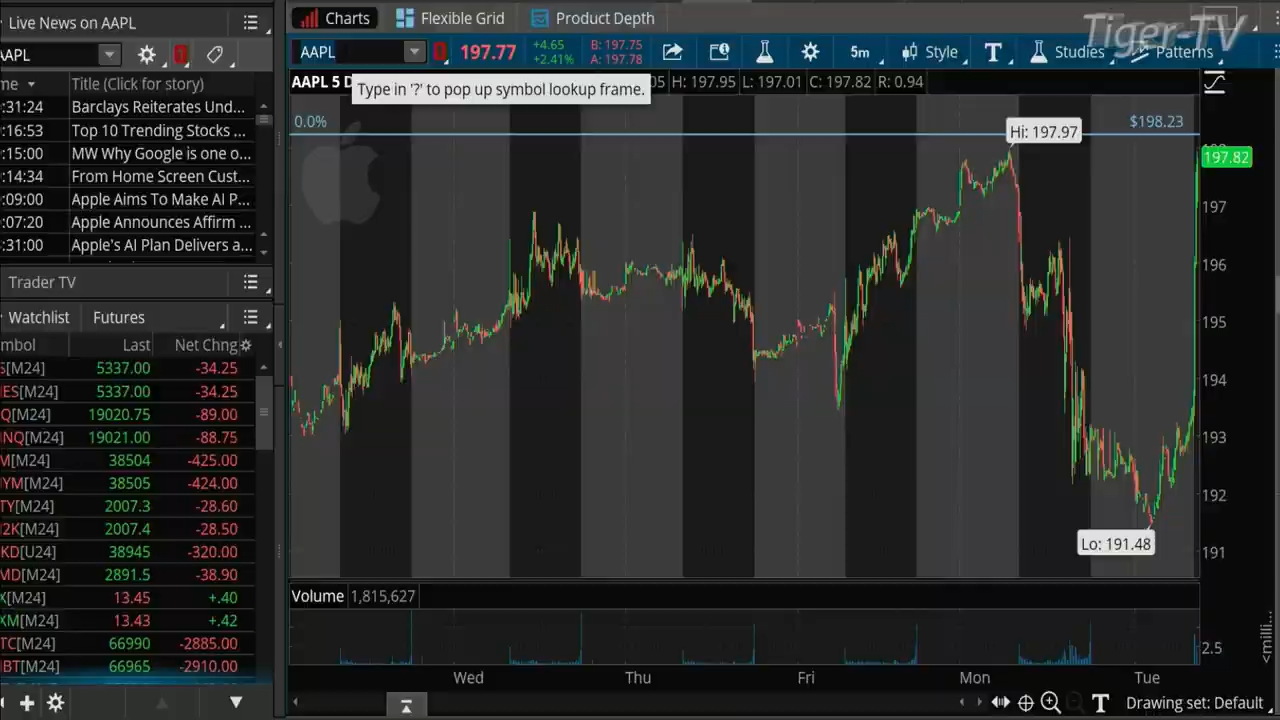 Live News on AAPL
AAPL
me
Title (Click for story)
:31:24 Barclays Reiterates Und...
:16:53 Top 10 Trending Stocks ...
:15:00 MW Why Google is one o...
:14:34 From Home Screen Cust...
:09:00 Apple Aims To Make AI P...
:07:20 Apple Announces Affirm ...
:31:00 Apple's AI Plan Delivers a...
Trader TV
Watchlist Futures
mbol Last Net Chng
S[M24] 5337.00 -34.25
ES[M24] 5337.00 -34.25
Q[M24] 19020.75 -89.00
NQ[M24] 19021.00 -88.75
M[M24] 38504 -425.00
YM[M24] 38505 -424.00
TY[M24] 2007.3 -28.60
2K[M24] 2007.4 -28.50
KD[U24] 38945 -320.00
MD[M24] 2891.5 -38.90
X[M24] 13.45 +.40
XM[M24] 13.43 +.42
TC[M24] 66990 -2885.00
BT[M24] 66965 -2910.00
Charts Flexible Grid Product Depth
Tiger-TV
AAPL 197.77 +4.65 +2.41% B: 197.75 A: 197.78 5m Style T Studies Patterns
AAPL 5 D 05 H: 197.95 L: 197.01 C: 197.82 R: 0.94
Type in '?' to pop up symbol lookup frame.
0.0% $198.23
Hi: 197.97
197.82
197
196
195
194
193
192
Lo: 191.48
191
Volume 1,815,627
2.5
<milli...
Wed Thu Fri Mon Tue
T Drawing set: Default